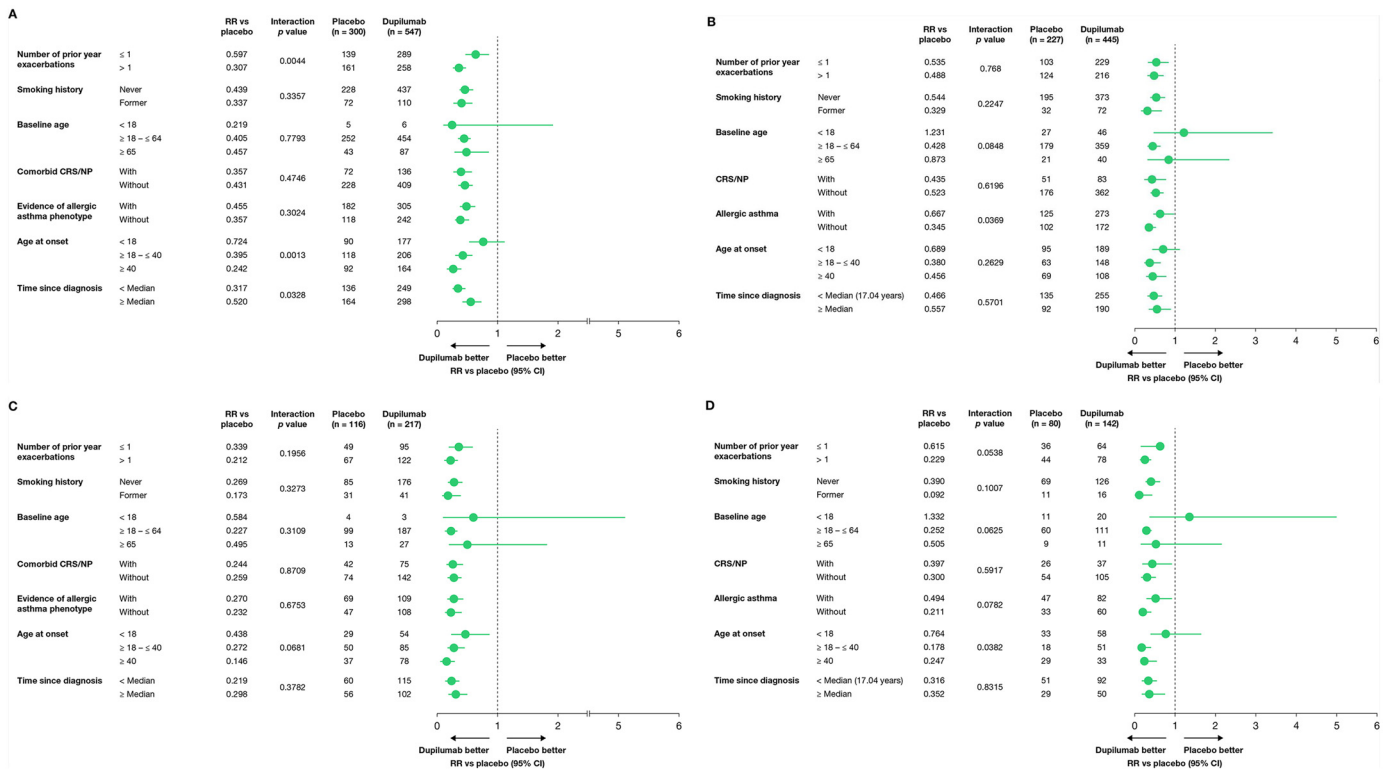 A
RR vs Interaction Placebo Dupilumab
placebo p value (n = 300) (n = 547)
Number of prior year ≤ 1 0.597 0.0044 139 289
exacerbations > 1 0.307 161 258
Smoking history Never 0.439 0.3357 228 437
Former 0.337 72 110
Baseline age < 18 0.219 5 6
≥ 18 – ≤ 64 0.405 0.7793 252 454
≥ 65 0.457 43 87
Comorbid CRS/NP With 0.357 0.4746 72 136
Without 0.431 228 409
Evidence of allergic With 0.455 0.3024 182 305
asthma phenotype Without 0.357 118 242
Age at onset < 18 0.724 90 177
≥ 18 – ≤ 40 0.395 0.0013 118 206
≥ 40 0.242 92 164
Time since diagnosis < Median 0.317 0.0328 136 249
≥ Median 0.520 164 298
0 1 2 5 6
Dupilumab better Placebo better
RR vs placebo (95% CI)
B
RR vs Interaction Placebo Dupilumab
placebo p value (n = 227) (n = 445)
Number of prior year ≤ 1 0.535 0.768 103 229
exacerbations > 1 0.488 124 216
Smoking history Never 0.544 0.2247 195 373
Former 0.329 32 72
Baseline age < 18 1.231 27 46
≥ 18 – ≤ 64 0.428 0.0848 179 359
≥ 65 0.873 21 40
CRS/NP With 0.435 0.6196 51 83
Without 0.523 176 362
Allergic asthma With 0.667 0.0369 125 273
Without 0.345 102 172
Age at onset < 18 0.689 95 189
≥ 18 – ≤ 40 0.380 0.2629 63 148
≥ 40 0.456 69 108
Time since diagnosis < Median (17.04 years) 0.466 0.5701 135 255
≥ Median 0.557 92 190
0 1 2 3 4 5 6
Dupilumab better Placebo better
RR vs placebo (95% CI)
C
RR vs Interaction Placebo Dupilumab
placebo p value (n = 116) (n = 217)
Number of prior year ≤ 1 0.339 0.1956 49 95
exacerbations > 1 0.212 67 122
Smoking history Never 0.269 0.3273 85 176
Former 0.173 31 41
Baseline age < 18 0.584 4 3
≥ 18 – ≤ 64 0.227 0.3109 99 187
≥ 65 0.495 13 27
Comorbid CRS/NP With 0.244 0.8709 42 75
Without 0.259 74 142
Evidence of allergic With 0.270 0.6753 69 109
asthma phenotype Without 0.232 47 108
Age at onset < 18 0.438 29 54
≥ 18 – ≤ 40 0.272 0.0681 50 85
≥ 40 0.146 37 78
Time since diagnosis < Median 0.219 0.3782 60 115
≥ Median 0.298 56 102
0 1 2 5 6
Dupilumab better Placebo better
RR vs placebo (95% CI)
D
RR vs Interaction Placebo Dupilumab
placebo p value (n = 80) (n = 142)
Number of prior year ≤ 1 0.615 0.0538 36 64
exacerbations > 1 0.229 44 78
Smoking history Never 0.390 0.1007 69 126
Former 0.092 11 16
Baseline age < 18 1.332 11 20
≥ 18 – ≤ 64 0.252 0.0625 60 111
≥ 65 0.505 9 11
CRS/NP With 0.397 0.5917 26 37
Without 0.300 54 105
Allergic asthma With 0.494 0.0782 47 82
Without 0.211 33 60
Age at onset < 18 0.764 33 58
≥ 18 – ≤ 40 0.178 0.0382 18 51
≥ 40 0.247 29 33
Time since diagnosis < Median (17.04 years) 0.316 0.8315 51 92
≥ Median 0.352 29 50
0 1 2 3 4 5 6
Dupilumab better Placebo better
RR vs placebo (95% CI)